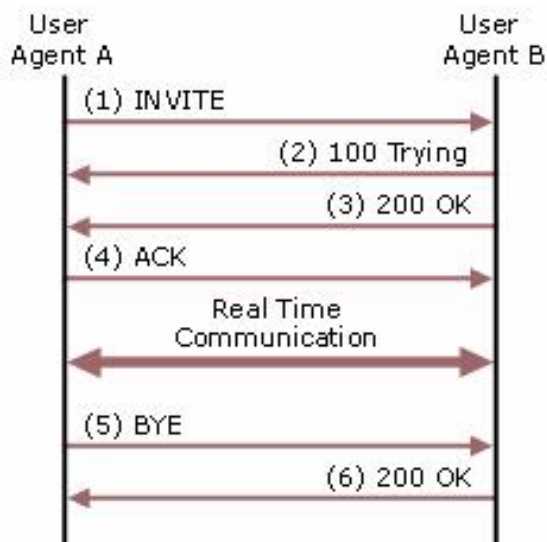 User
Agent A
User
Agent B
(1) INVITE
(2) 100 Trying
(3) 200 OK
(4) ACK
Real Time
Communication
(5) BYE
(6) 200 OK